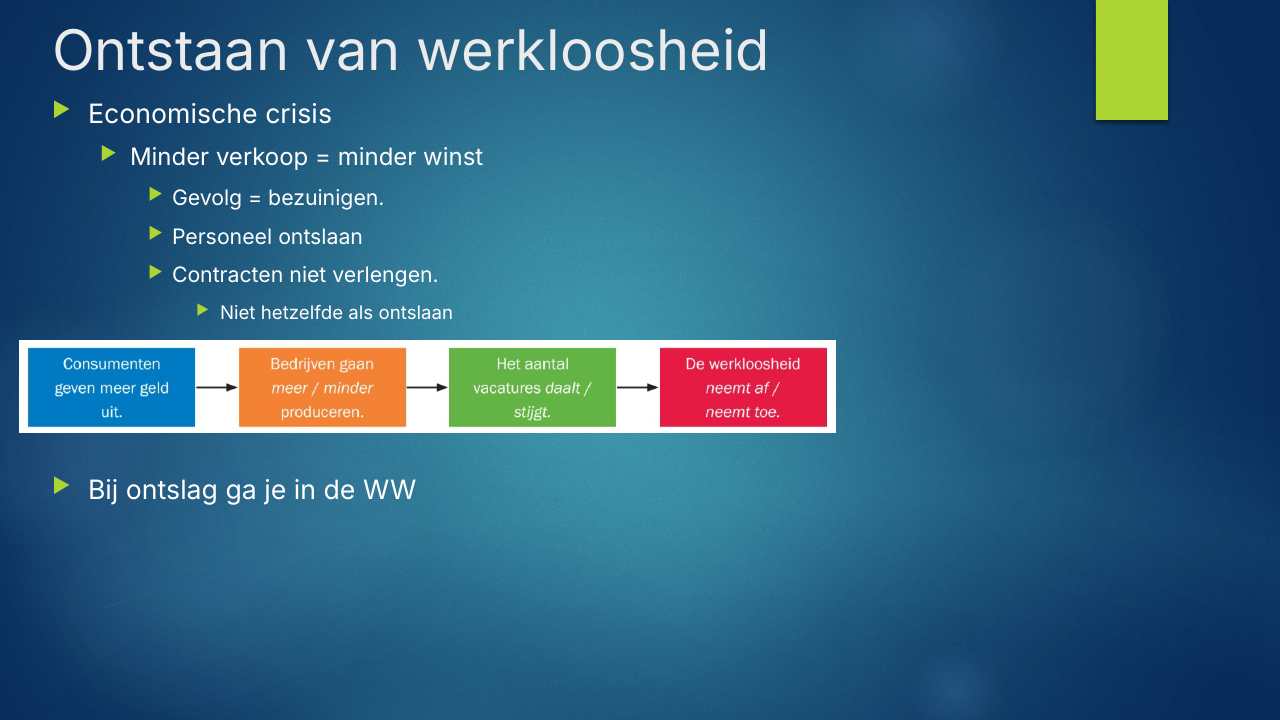 Ontstaan van werkloosheid
Economische crisis
Minder verkoop = minder winst
Gevolg = bezuinigen.
Personeel ontslaan
Contracten niet verlengen.
Niet hetzelfde als ontslaan
Consumenten
geven meer geld
uit.
Bedrijven gaan
meer / minder
produceren.
Het aantal
vacatures daalt /
stijgt.
De werkloosheid
neemt af /
neemt toe.
Bij ontslag ga je in de WW